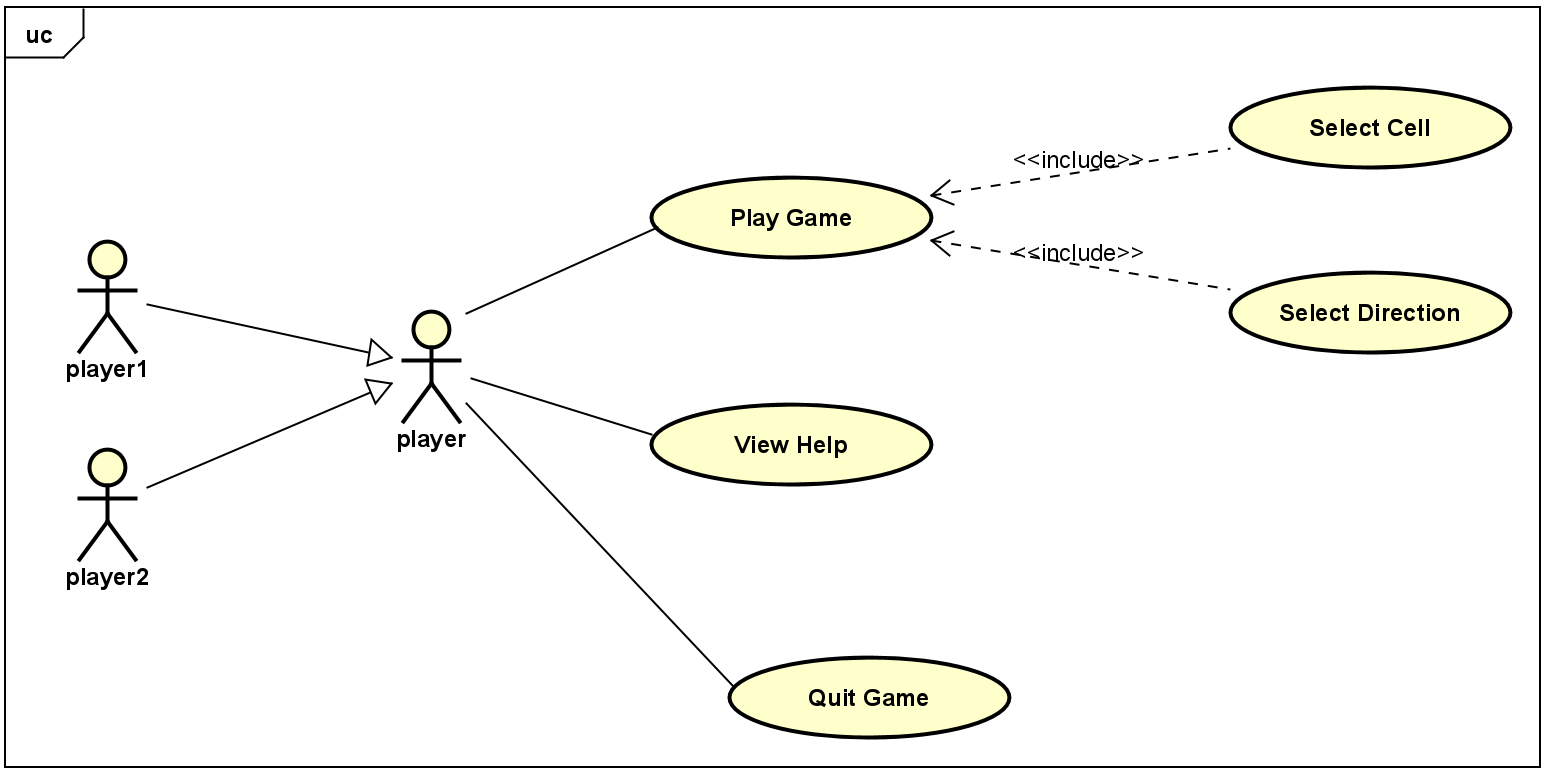 uc
Select Cell
<<include>>
Play Game
<<include>>
Select Direction
player1
player
View Help
player2
Quit Game